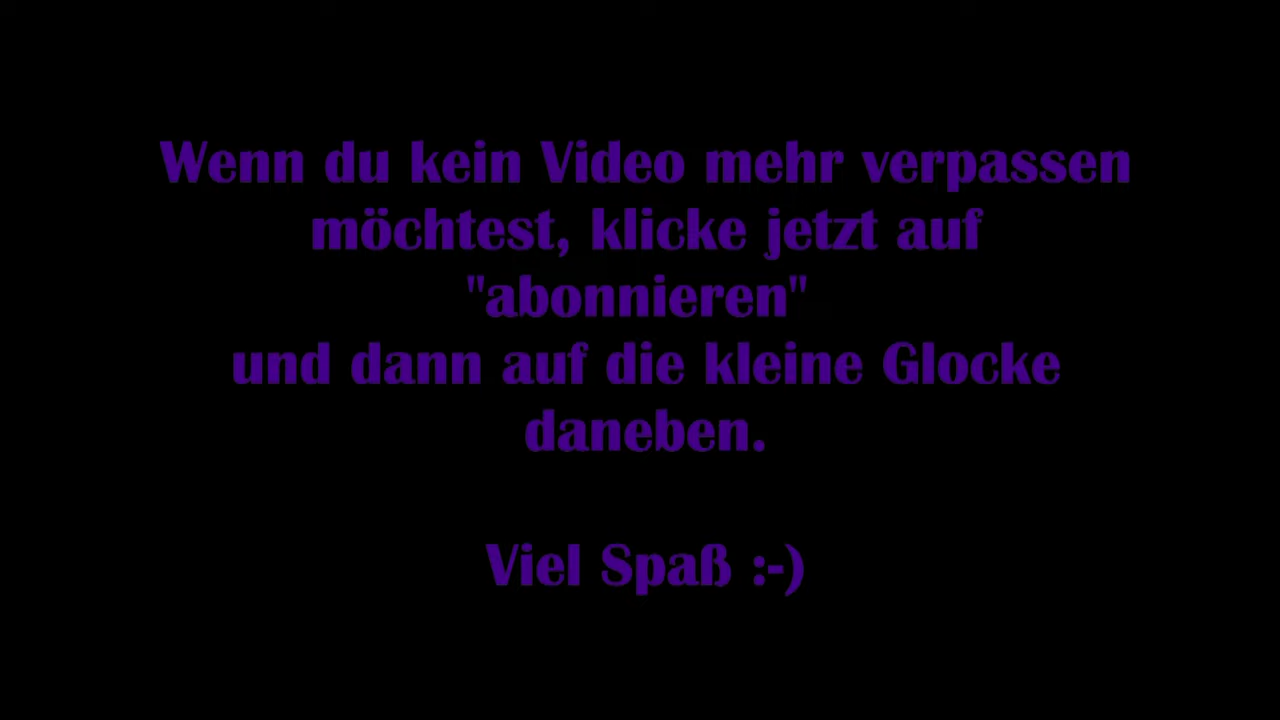 Wenn du kein Video mehr verpassen
möchtest, klicke jetzt auf
"abonnieren"
und dann auf die kleine Glocke
daneben.
Viel Spaß :-)